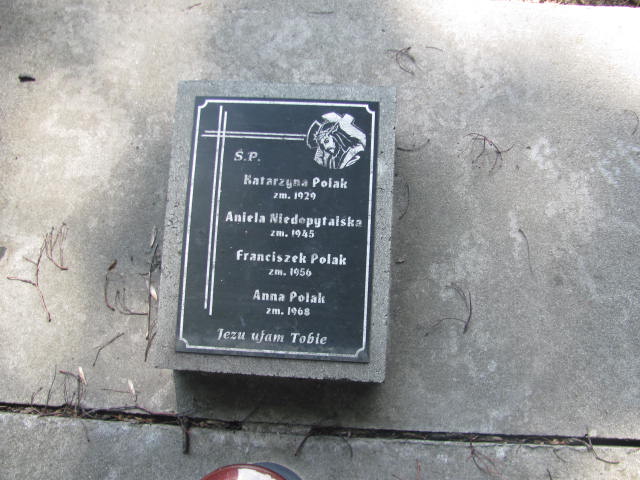 Ś.P.
Katarzyna Polak
zm. 1929
Aniela Niedopytalska
zm. 1945
Franciszek Polak
zm. 1956
Anna Polak
zm. 1968
Jezu ufam Tobie